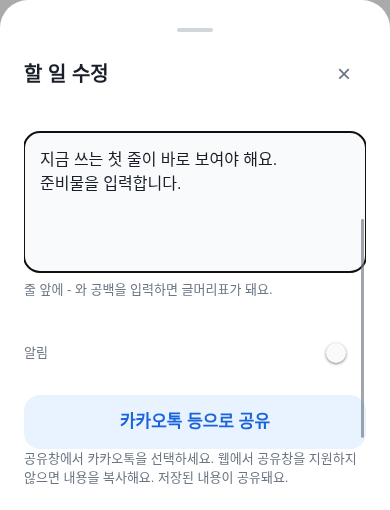 할 일 수정
지금 쓰는 첫 줄이 바로 보여야 해요.
준비물을 입력합니다.
줄 앞에 - 와 공백을 입력하면 글머리표가 돼요.
알림
카카오톡 등으로 공유
공유창에서 카카오톡을 선택하세요. 웹에서 공유창을 지원하지
않으면 내용을 복사해요. 저장된 내용이 공유돼요.